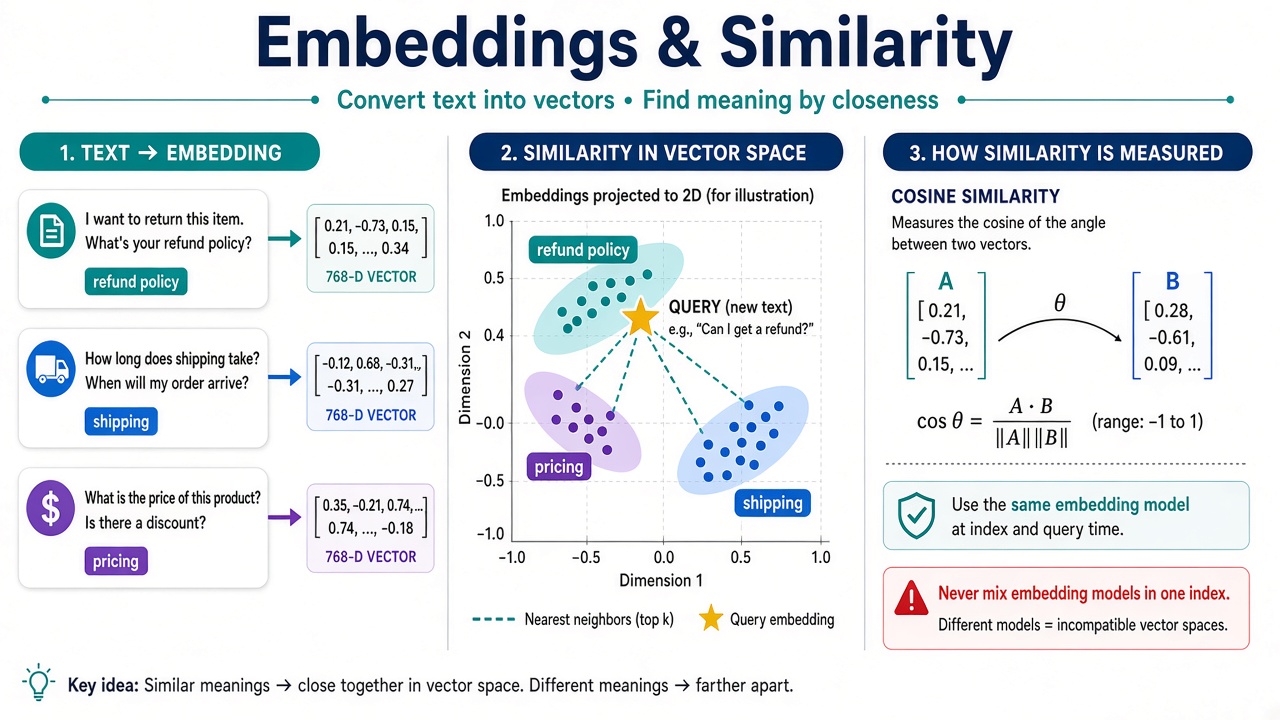 Embeddings & Similarity
Convert text into vectors • Find meaning by closeness
1. TEXT → EMBEDDING
I want to return this item.
What's your refund policy?
refund policy
[ 0.21, −0.73, 0.15,
0.15, ..., 0.34 ]
768-D VECTOR
How long does shipping take?
When will my order arrive?
shipping
[ −0.12, 0.68, −0.31,..
−0.31, ..., 0.27 ]
768-D VECTOR
What is the price of this product?
Is there a discount?
pricing
[ 0.35, −0.21, 0.74,...
0.74, ..., −0.18 ]
768-D VECTOR
2. SIMILARITY IN VECTOR SPACE
Embeddings projected to 2D (for illustration)
1.0
0.5
0.4
−0.0
−0.5
−1.0
Dimension 2
refund policy
QUERY (new text)
e.g., “Can I get a refund?”
pricing
shipping
−1.0 −0.5 0.0 0.5 1.0
Dimension 1
Nearest neighbors (top k)
Query embedding
3. HOW SIMILARITY IS MEASURED
COSINE SIMILARITY
Measures the cosine of the angle
between two vectors.
A
[ 0.21,
−0.73,
0.15, ...
θ
B
[ 0.28,
−0.61,
0.09, ...
cos θ = A · B / ||A|| ||B|| (range: −1 to 1)
Use the same embedding model
at index and query time.
Never mix embedding models in one index.
Different models = incompatible vector spaces.
Key idea: Similar meanings → close together in vector space. Different meanings → farther apart.